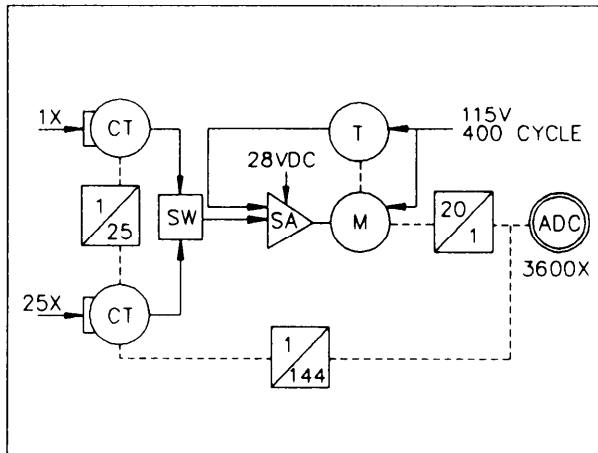 1X
CT
T
115V
400 CYCLE
28VDC
1
25
SW
SA
M
20
1
ADC
3600X
25X
CT
1
144